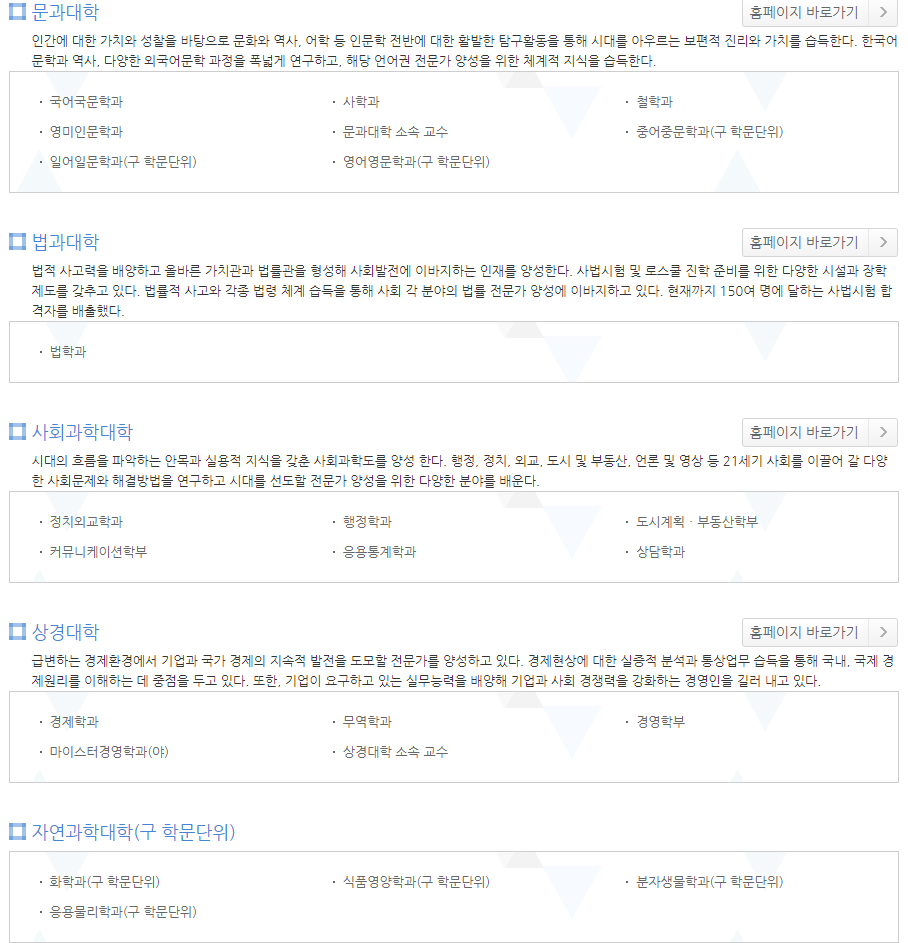 문과대학
홈페이지 바로가기
인간에 대한 가치와 성찰을 바탕으로 문화와 역사, 어학 등 인문학 전반에 대한 활발한 탐구활동을 통해 시대를 아우르는 보편적 진리와 가치를 습득한다. 한국어
문학과 역사, 다양한 외국어문학 과정을 폭넓게 연구하고, 해당 언어권 전문가 양성을 위한 체계적 지식을 습득한다.
· 국어국문학과 · 사학과 · 철학과
· 영미인문학과 · 문과대학 소속 교수 · 중어중문학과(구 학문단위)
· 일어일문학과(구 학문단위) · 영어영문학과(구 학문단위)
법과대학
홈페이지 바로가기
법적 사고력을 배양하고 올바른 가치관과 법률관을 형성해 사회발전에 이바지하는 인재를 양성한다. 사법시험 및 로스쿨 진학 준비를 위한 다양한 시설과 장학
제도를 갖추고 있다. 법률적 사고와 각종 법령 체계 습득을 통해 사회 각 분야의 법률 전문가 양성에 이바지하고 있다. 현재까지 150여 명에 달하는 사법시험 합
격자를 배출했다.
· 법학과
사회과학대학
홈페이지 바로가기
시대의 흐름을 파악하는 안목과 실용적 지식을 갖춘 사회과학도를 양성 한다. 행정, 정치, 외교, 도시 및 부동산, 언론 및 영상 등 21세기 사회를 이끌어 갈 다양
한 사회문제와 해결방법을 연구하고 시대를 선도할 전문가 양성을 위한 다양한 분야를 배운다.
· 정치외교학과 · 행정학과 · 도시계획 · 부동산학부
· 커뮤니케이션학부 · 응용통계학과 · 상담학과
상경대학
홈페이지 바로가기
급변하는 경제환경에서 기업과 국가 경제의 지속적 발전을 도모할 전문가를 양성하고 있다. 경제현상에 대한 실증적 분석과 통상업무 습득을 통해 국내, 국제 경
제원리를 이해하는 데 중점을 두고 있다. 또한, 기업이 요구하고 있는 실무능력을 배양해 기업과 사회 경쟁력을 강화하는 경영인을 길러 내고 있다.
· 경제학과 · 무역학과 · 경영학부
· 마이스터경영학과(야) · 상경대학 소속 교수
자연과학대학(구 학문단위)
· 화학과(구 학문단위) · 식품영양학과(구 학문단위) · 분자생물학과(구 학문단위)
· 응용물리학과(구 학문단위)